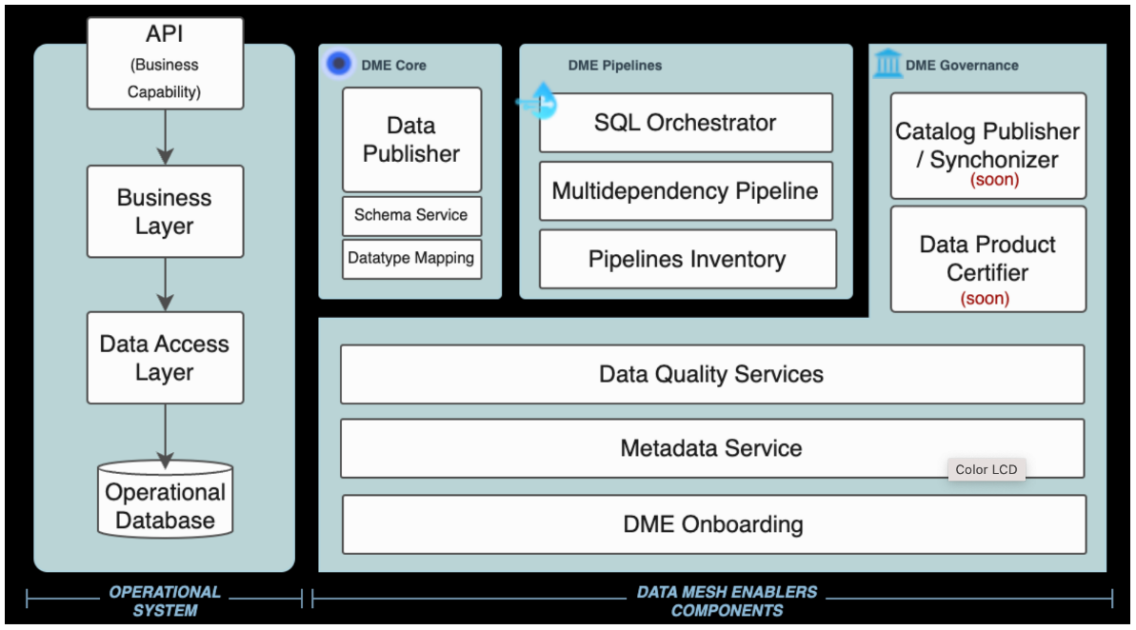 API
(Business
Capability)
Business
Layer
Data Access
Layer
Operational
Database
OPERATIONAL
SYSTEM
DME Core
Data
Publisher
Schema Service
Datatype Mapping
DME Pipelines
SQL Orchestrator
Multidependency Pipeline
Pipelines Inventory
DME Governance
Catalog Publisher
/ Synchonizer
(soon)
Data Product
Certifier
(soon)
Data Quality Services
Metadata Service
Color LCD
DME Onboarding
DATA MESH ENABLERS
COMPONENTS